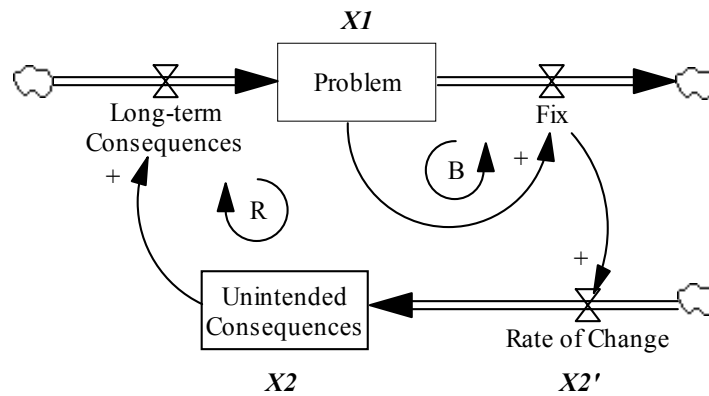 X1
Problem
Long-term
Consequences
Fix
+
B
+
R
+
Unintended
Consequences
Rate of Change
X2
X2'